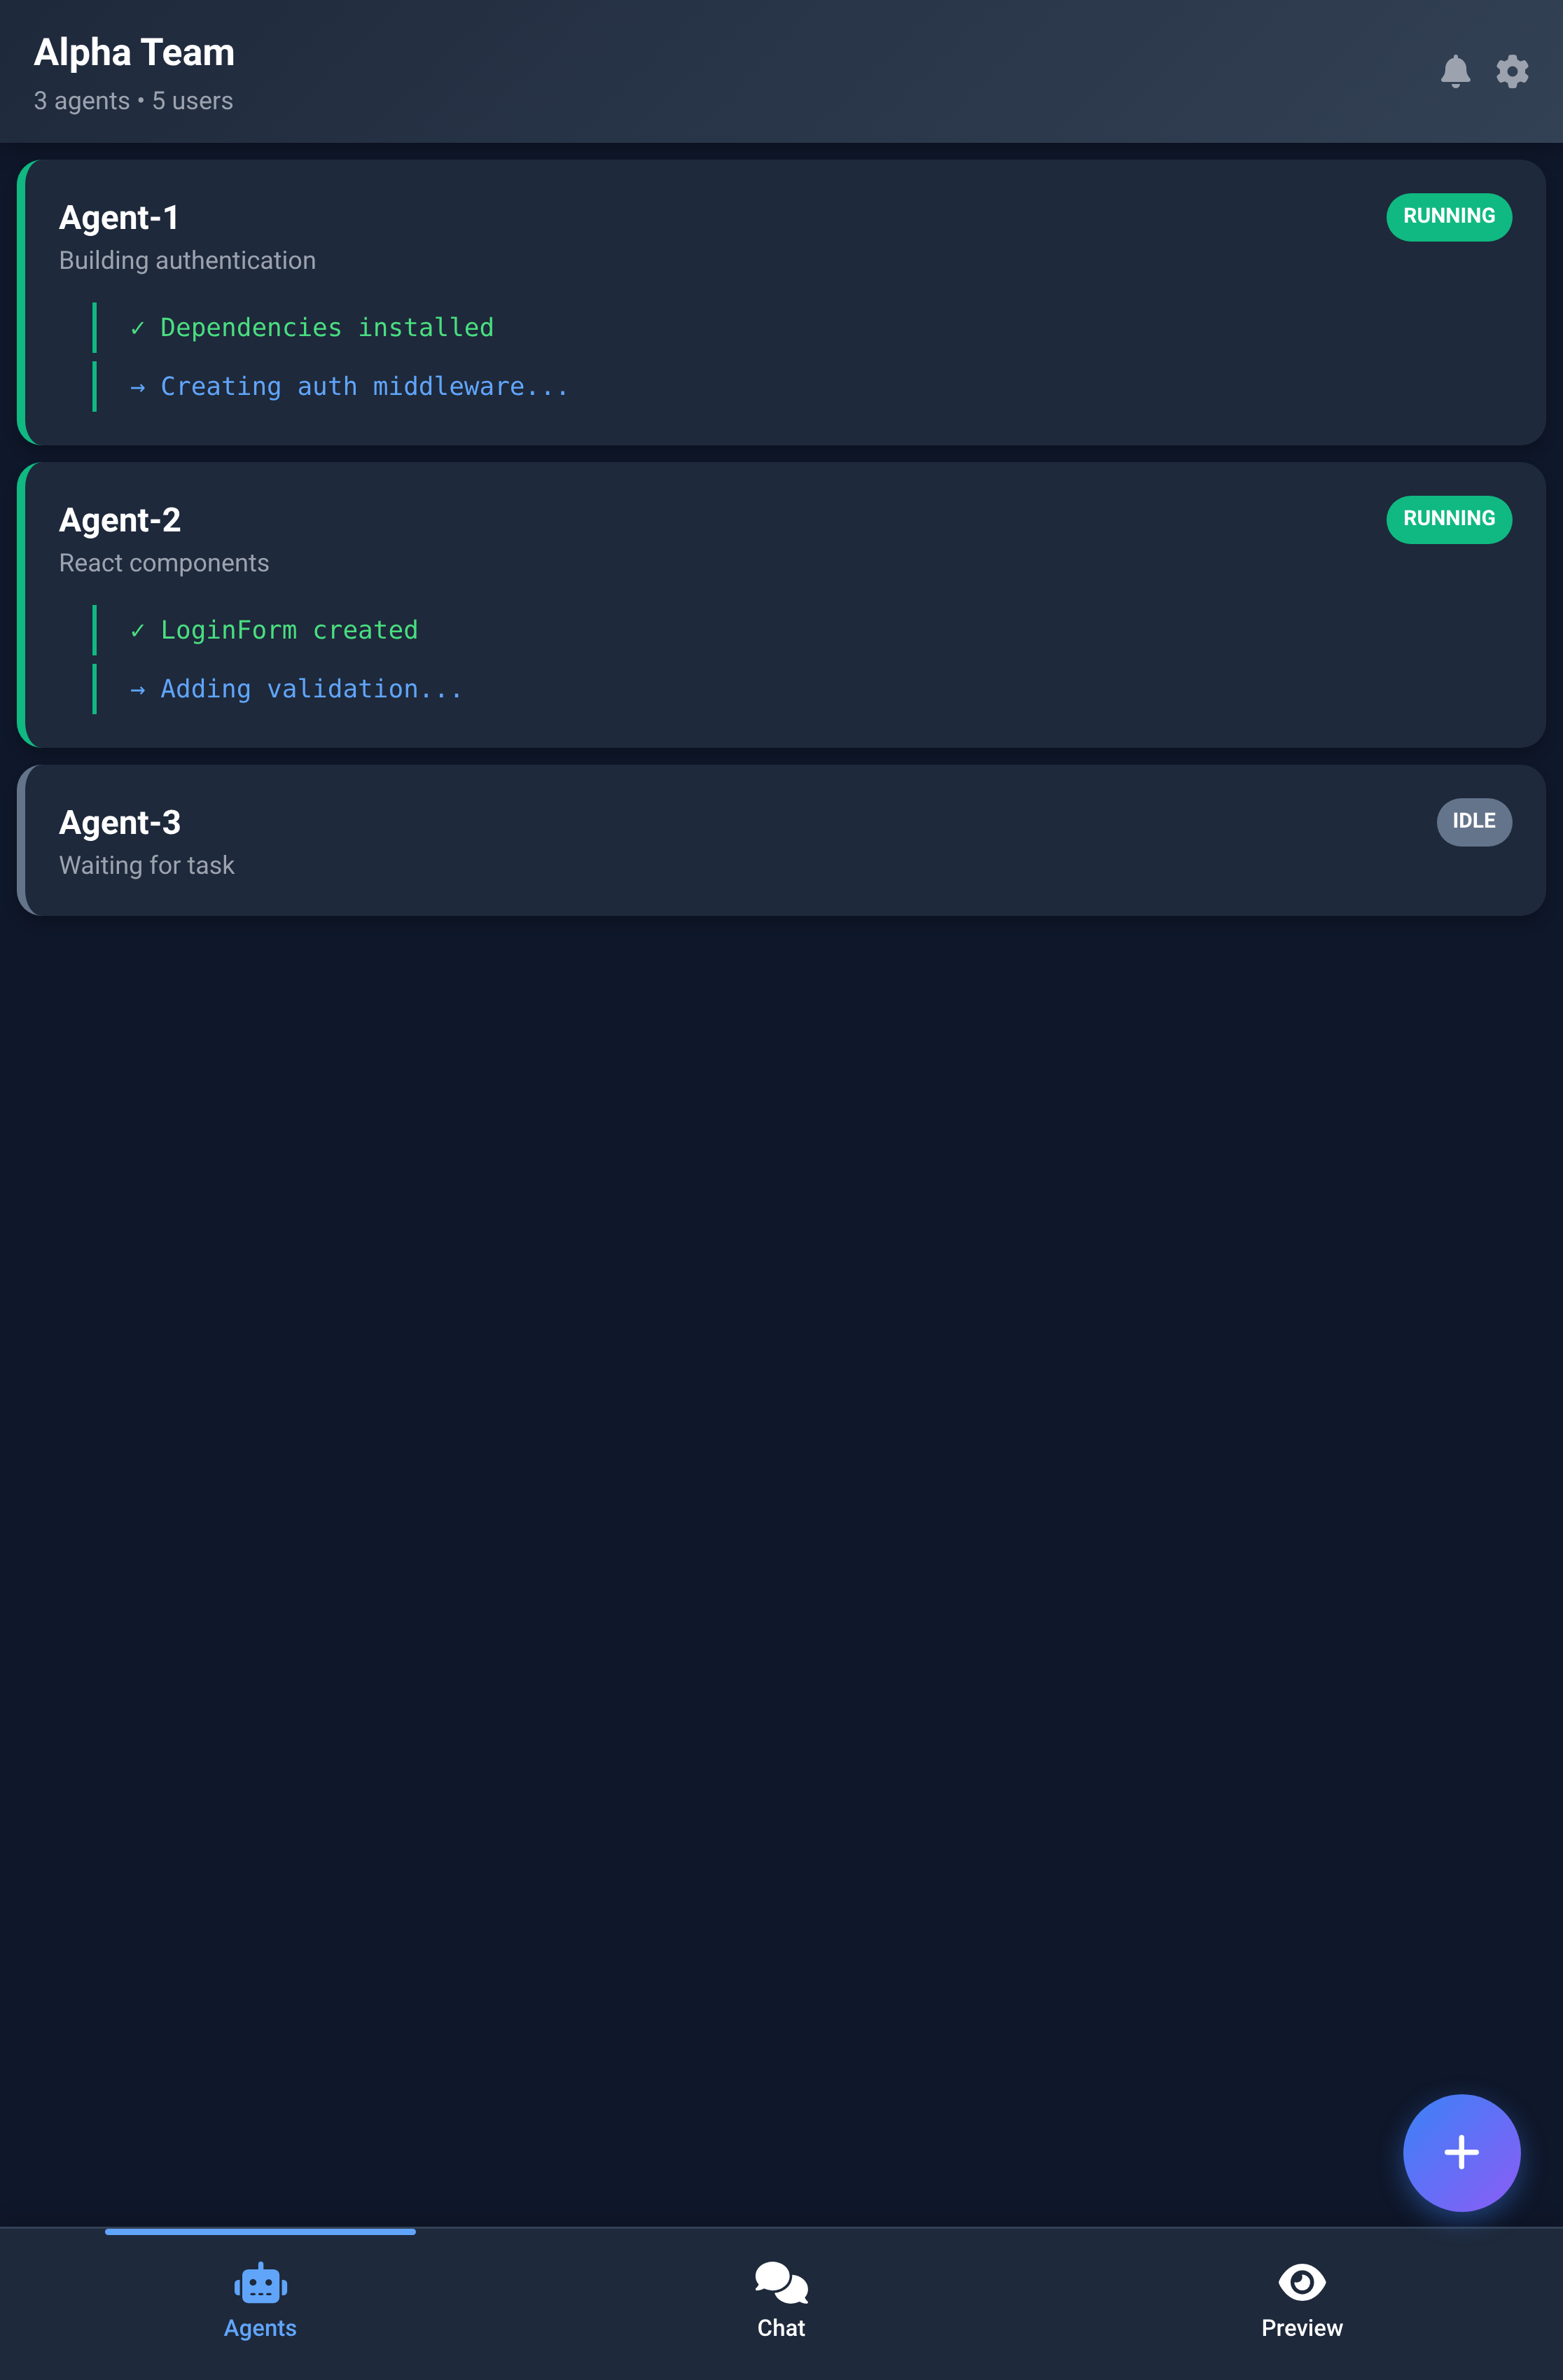 Alpha Team
3 agents • 5 users
Agent-1
RUNNING
Building authentication
✓ Dependencies installed
→ Creating auth middleware...
Agent-2
RUNNING
React components
✓ LoginForm created
→ Adding validation...
Agent-3
IDLE
Waiting for task
Agents
Chat
Preview